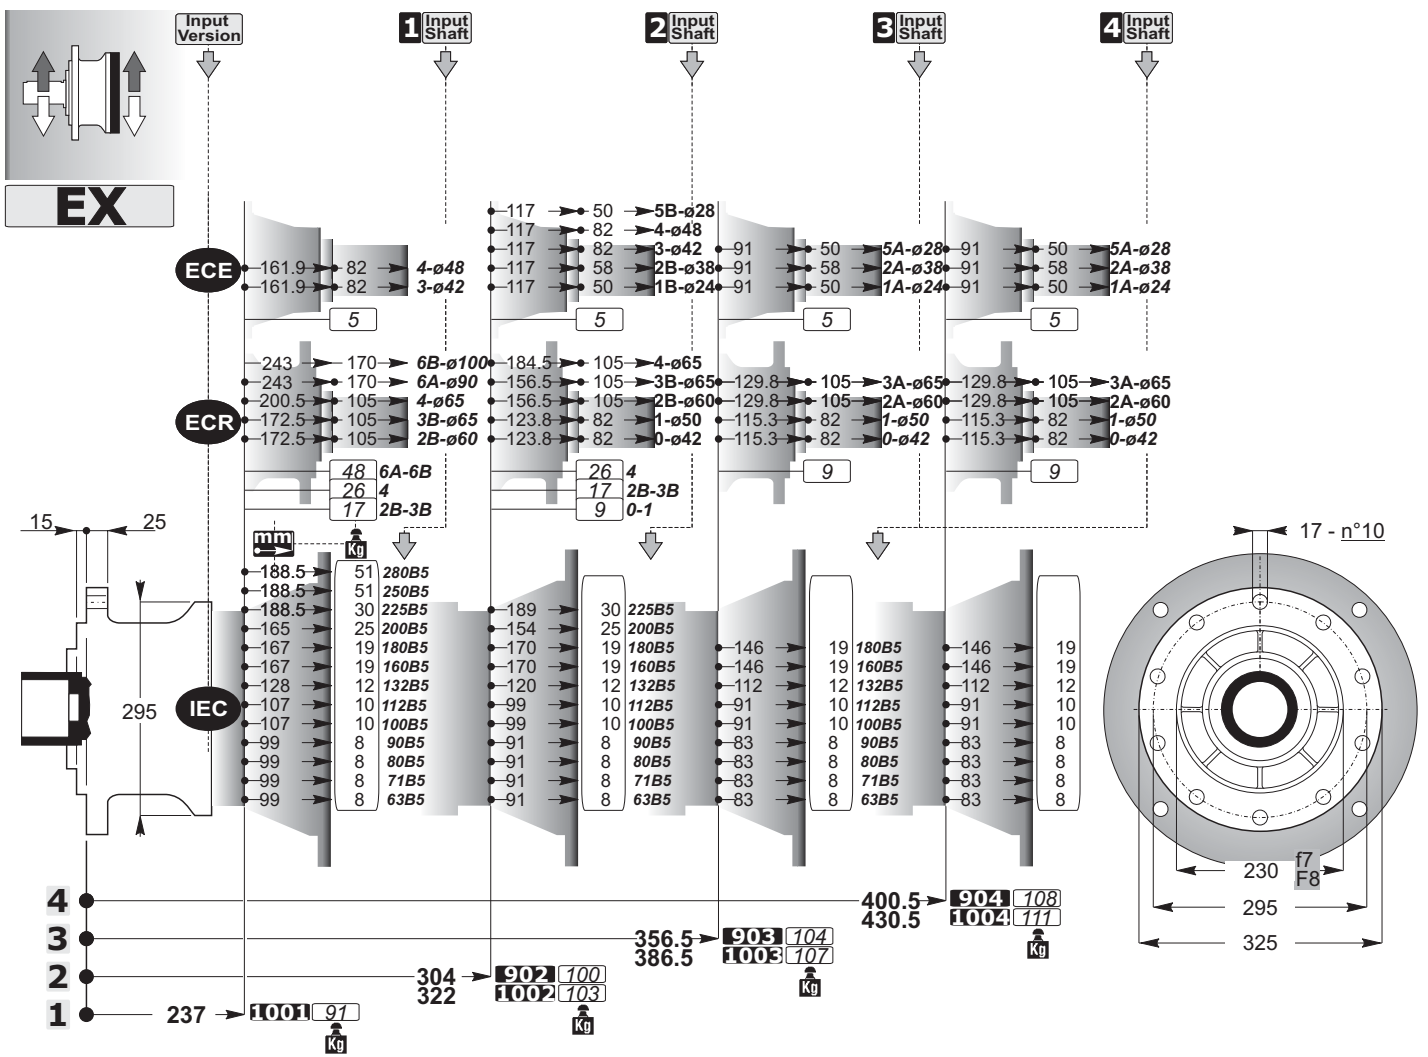 Input Version
1 Input Shaft
2 Input Shaft
3 Input Shaft
4 Input Shaft
EX
117 50 5B-ø28
117 82 4-ø48
ECE
117 82 3-ø42 91 50 5A-ø28 91 50 5A-ø28
161.9 82 4-ø48 117 58 2B-ø38 91 58 2A-ø38 91 58 2A-ø38
161.9 82 3-ø42 117 50 1B-ø24 91 50 1A-ø24 91 50 1A-ø24
5 5 5 5
243 170 6B-ø100 184.5 105 4-ø65
243 170 6A-ø90 156.5 105 3B-ø65 129.8 105 3A-ø65 129.8 105 3A-ø65
200.5 105 4-ø65 156.5 105 2B-ø60 129.8 105 2A-ø60 129.8 105 2A-ø60
ECR
172.5 105 3B-ø65 123.8 82 1-ø50 115.3 82 1-ø50 115.3 82 1-ø50
172.5 105 2B-ø60 123.8 82 0-ø42 115.3 82 0-ø42 115.3 82 0-ø42
48 6A-6B 26 4 9 9
26 4 17 2B-3B
17 2B-3B 9 0-1
15 25
17 - n°10
mm Kg
188.5 51 280B5
188.5 51 250B5
188.5 30 225B5 189 30 225B5
165 25 200B5 154 25 200B5
167 19 180B5 170 19 180B5 146 19 180B5 146 19
167 19 160B5 170 19 160B5 146 19 160B5 146 19
128 12 132B5 120 12 132B5 112 12 132B5 112 12
295
IEC
107 10 112B5 99 10 112B5 91 10 112B5 91 10
107 10 100B5 99 10 100B5 91 10 100B5 91 10
99 8 90B5 91 8 90B5 83 8 90B5 83 8
99 8 80B5 91 8 80B5 83 8 80B5 83 8
99 8 71B5 91 8 71B5 83 8 71B5 83 8
99 8 63B5 91 8 63B5 83 8 63B5 83 8
230 f7
F8
295
325
4 400.5 904 108
430.5 1004 111
Kg
3 356.5 903 104
386.5 1003 107
Kg
2 304 902 100
322 1002 103
Kg
1 237 1001 91
Kg